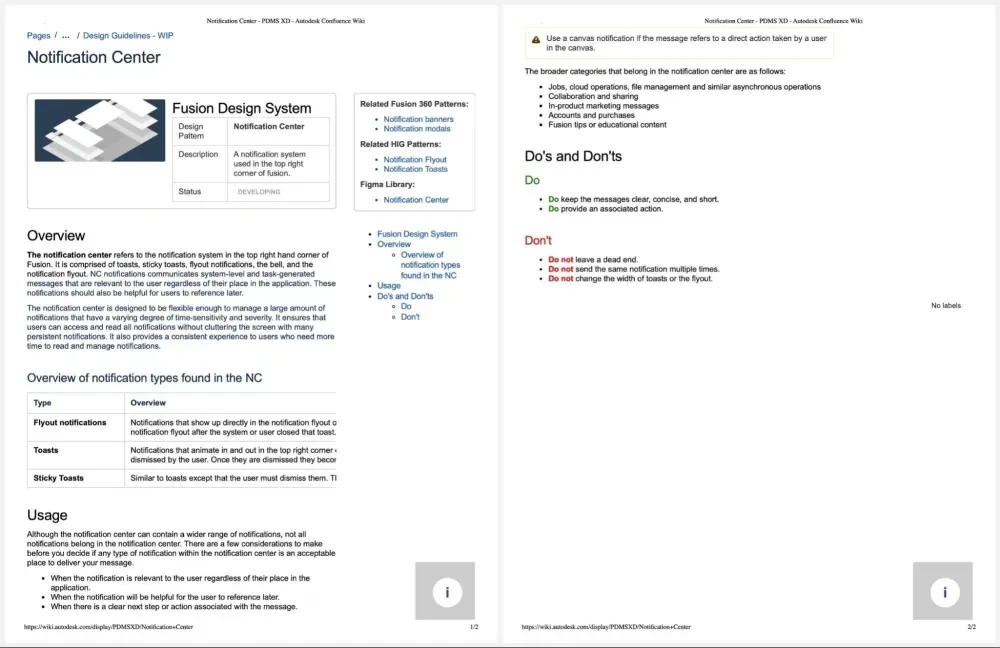 Notification Center - PDMS XD - Autodesk Confluence Wiki
Pages / ... / Design Guidelines - WIP
Notification Center
Fusion Design System
Design Pattern
Notification Center
Description
A notification system
used in the top right
corner of fusion.
Status
DEVELOPING
Related Fusion 360 Patterns:
• Notification banners
• Notification modals
Related HIG Patterns:
• Notification Flyout
• Notification Toasts
Figma Library:
• Notification Center
Overview
The notification center refers to the notification system in the top right hand corner of
Fusion. It is comprised of toasts, sticky toasts, flyout notifications, the bell, and the
notification flyout. NC notifications communicates system-level and task-generated
messages that are relevant to the user regardless of their place in the application. These
notifications should also be helpful for users to reference later.
The notification center is designed to be flexible enough to manage a large amount of
notifications that have a varying degree of time-sensitivity and severity. It ensures that
users can access and read all notifications without cluttering the screen with many
persistent notifications. It also provides a consistent experience to users who need more
time to read and manage notifications.
• Fusion Design System
• Overview
◦ Overview of
notification types
found in the NC
• Usage
• Do's and Don'ts
◦ Do
◦ Don't
Overview of notification types found in the NC
Type Overview
Flyout notifications
Notifications that show up directly in the notification flyout o
notification flyout after the system or user closed that toast.
Toasts
Notifications that animate in and out in the top right corner
dismissed by the user. Once they are dismissed they becor
Sticky Toasts
Similar to toasts except that the user must dismiss them. Tl
Usage
Although the notification center can contain a wider range of notifications, not all
notifications belong in the notification center. There are a few considerations to make
before you decide if any type of notification within the notification center is an acceptable
place to deliver your message.
• When the notification is relevant to the user regardless of their place in the
application.
• When the notification will be helpful for the user to reference later.
• When there is a clear next step or action associated with the message.
i
https://wiki.autodesk.com/display/PDMSXD/Notification+Center
1/2
Notification Center - PDMS XD - Autodesk Confluence Wiki
Use a canvas notification if the message refers to a direct action taken by a user
in the canvas.
The broader categories that belong in the notification center are as follows:
• Jobs, cloud operations, file management and similar asynchronous operations
• Collaboration and sharing
• In-product marketing messages
• Accounts and purchases
• Fusion tips or educational content
Do's and Don'ts
Do
• Do keep the messages clear, concise, and short.
• Do provide an associated action.
Don't
• Do not leave a dead end.
• Do not send the same notification multiple times.
• Do not change the width of toasts or the flyout.
No labels
i
https://wiki.autodesk.com/display/PDMSXD/Notification+Center
2/2